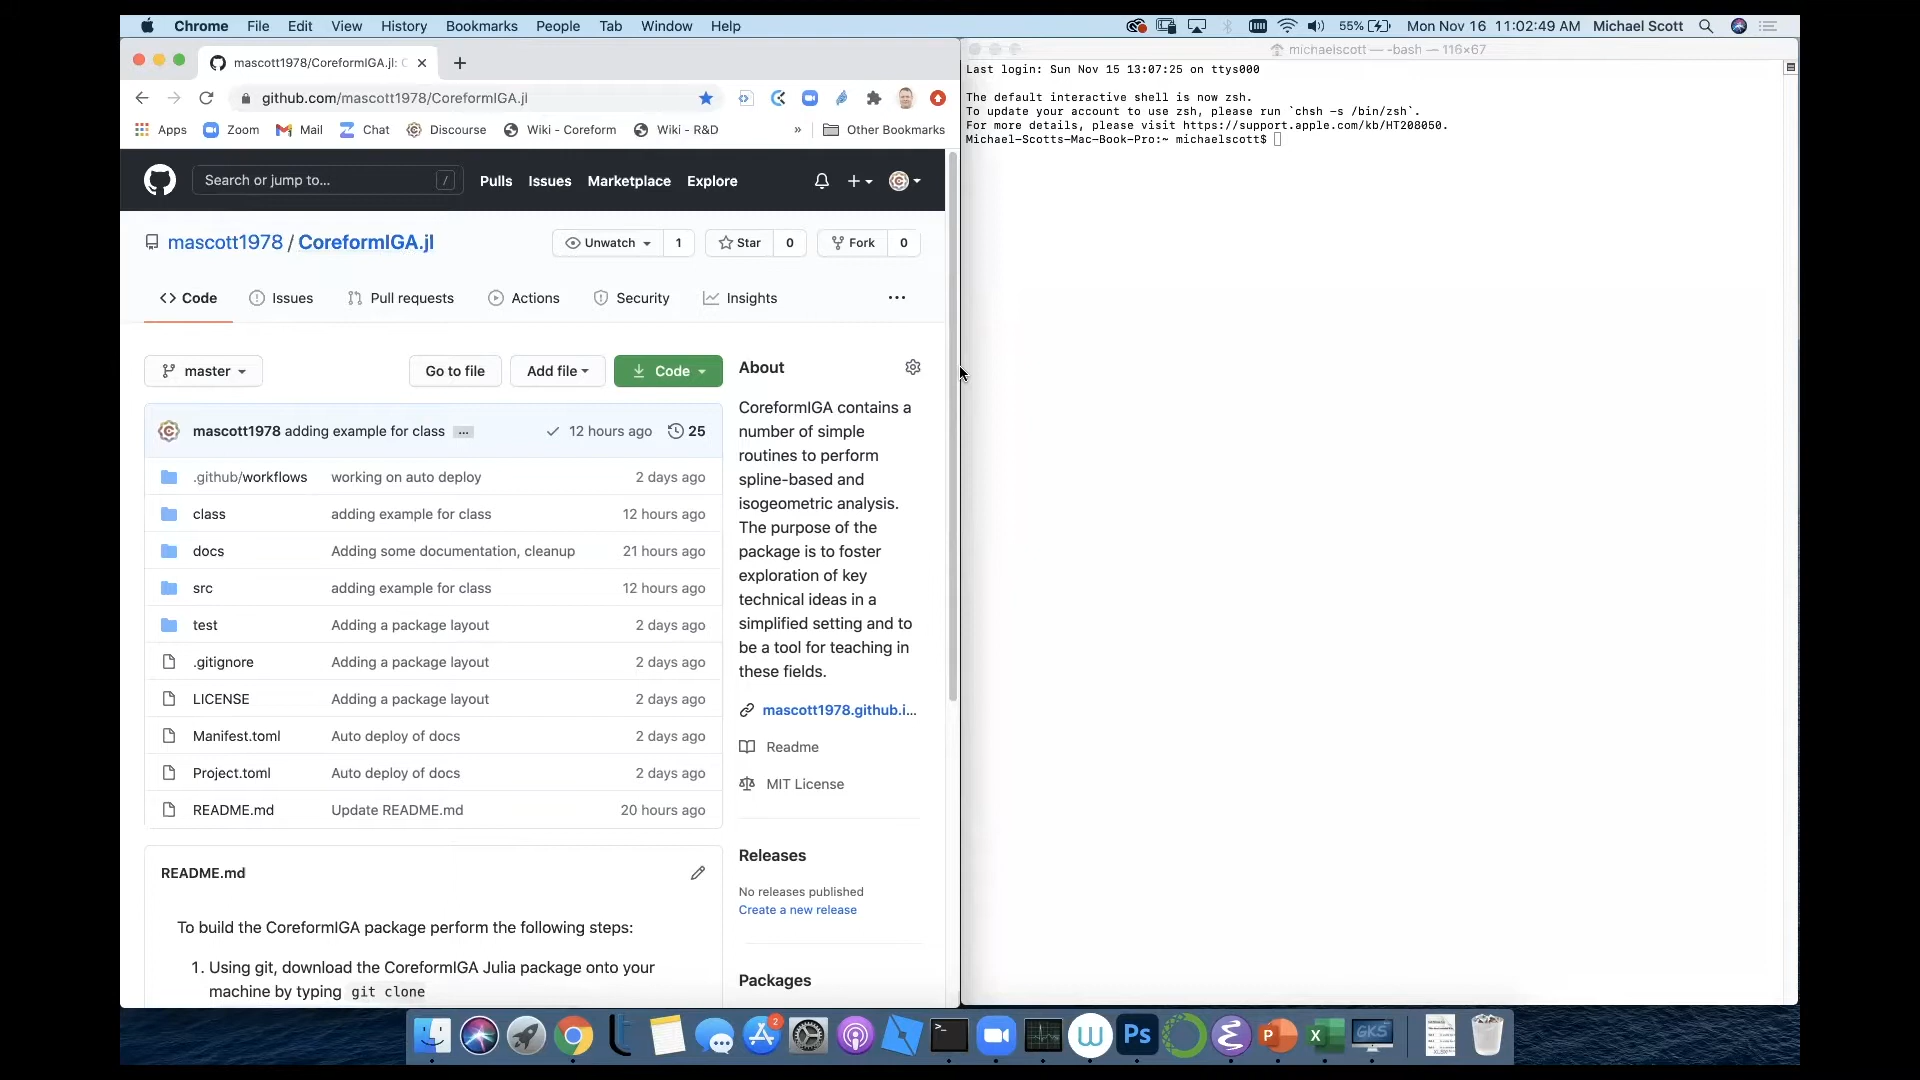 Chrome File Edit View History Bookmarks People Tab Window Help
55% Mon Nov 16 11:02:49 AM Michael Scott
mascott1978/CoreformIGA.jl: C
github.com/mascott1978/CoreformIGA.jl
Apps Zoom Mail Chat Discourse Wiki - Coreform Wiki - R&D » Other Bookmarks
Search or jump to... /
Pulls Issues Marketplace Explore
mascott1978 / CoreformIGA.jl
Unwatch 1 Star 0 Fork 0
Code Issues Pull requests Actions Security Insights ...
master Go to file Add file Code
mascott1978 adding example for class ... 12 hours ago 25
.github/workflows working on auto deploy 2 days ago
class adding example for class 12 hours ago
docs Adding some documentation, cleanup 21 hours ago
src adding example for class 12 hours ago
test Adding a package layout 2 days ago
.gitignore Adding a package layout 2 days ago
LICENSE Adding a package layout 2 days ago
Manifest.toml Auto deploy of docs 2 days ago
Project.toml Auto deploy of docs 2 days ago
README.md Update README.md 20 hours ago
README.md
To build the CoreformIGA package perform the following steps:
1. Using git, download the CoreformIGA Julia package onto your
machine by typing git clone
About
CoreformIGA contains a
number of simple
routines to perform
spline-based and
isogeometric analysis.
The purpose of the
package is to foster
exploration of key
technical ideas in a
simplified setting and to
be a tool for teaching in
these fields.
mascott1978.github.i...
Readme
MIT License
Releases
No releases published
Create a new release
Packages
michaelscott — -bash — 116×67
Last login: Sun Nov 15 13:07:25 on ttys000
The default interactive shell is now zsh.
To update your account to use zsh, please run `chsh -s /bin/zsh`.
For more details, please visit https://support.apple.com/kb/HT208050.
Michael-Scotts-Mac-Book-Pro:~ michaelscott$
2
Ps
P
X
GKS